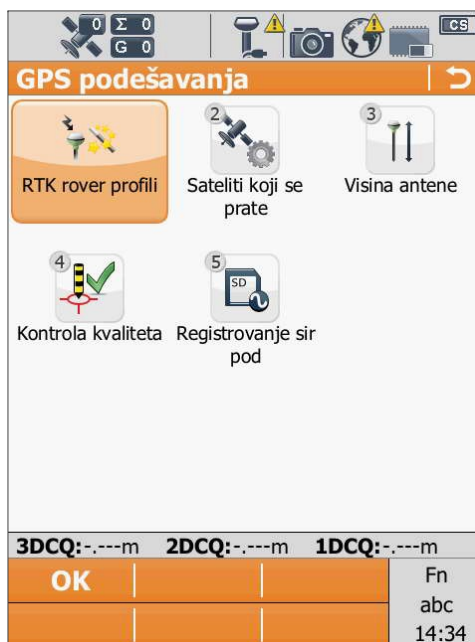 0 Σ 0
G 0
CS
GPS podešavanja
RTK rover profili
2
Sateliti koji se prate
3
Visina antene
4
Kontrola kvaliteta
5
SD
Registrovanje sir pod
3DCQ:-.---m 2DCQ:-.---m 1DCQ:-.---m
OK
Fn
abc
14:34